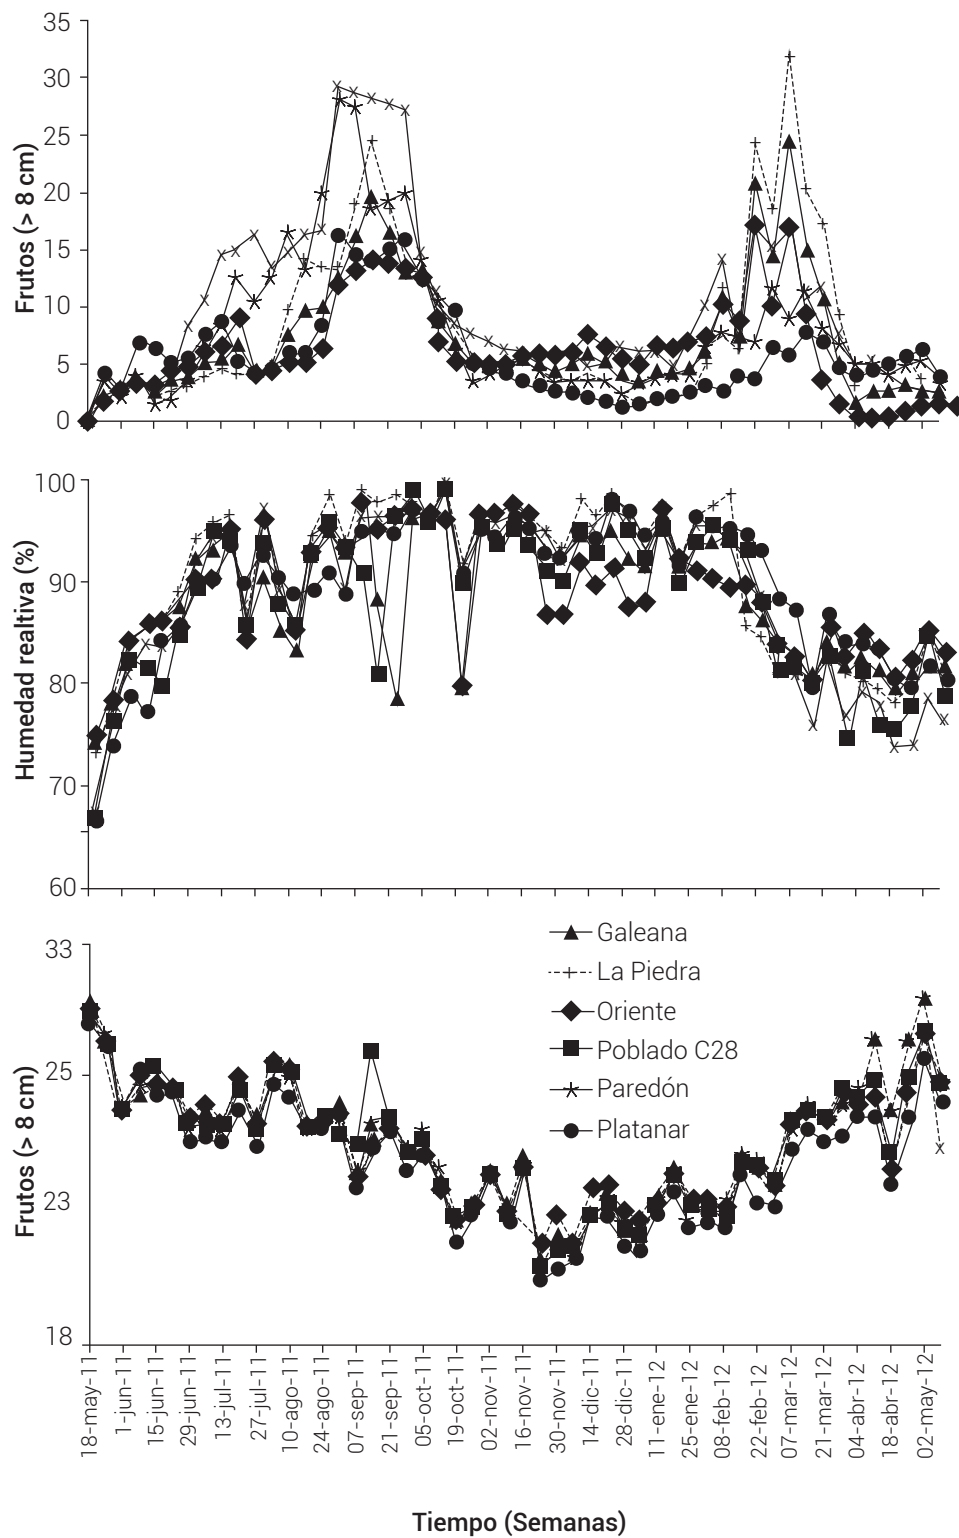 35
30
25
20
15
10
5
0
Frutos (> 8 cm)
100
90
80
70
60
Humedad realtiva (%)
33
25
23
18
Frutos (> 8 cm)
Galeana
La Piedra
Oriente
Poblado C28
Paredón
Platanar
18-may-11
1-jun-11
15-jun-11
29-jun-11
13-jul-11
27-jul-11
10-ago-11
24-ago-11
07-sep-11
21-sep-11
05-oct-11
19-oct-11
02-nov-11
16-nov-11
30-nov-11
14-dic-11
28-dic-11
11-ene-12
25-ene-12
08-feb-12
22-feb-12
07-mar-12
21-mar-12
04-abr-12
18-abr-12
02-may-12
Tiempo (Semanas)